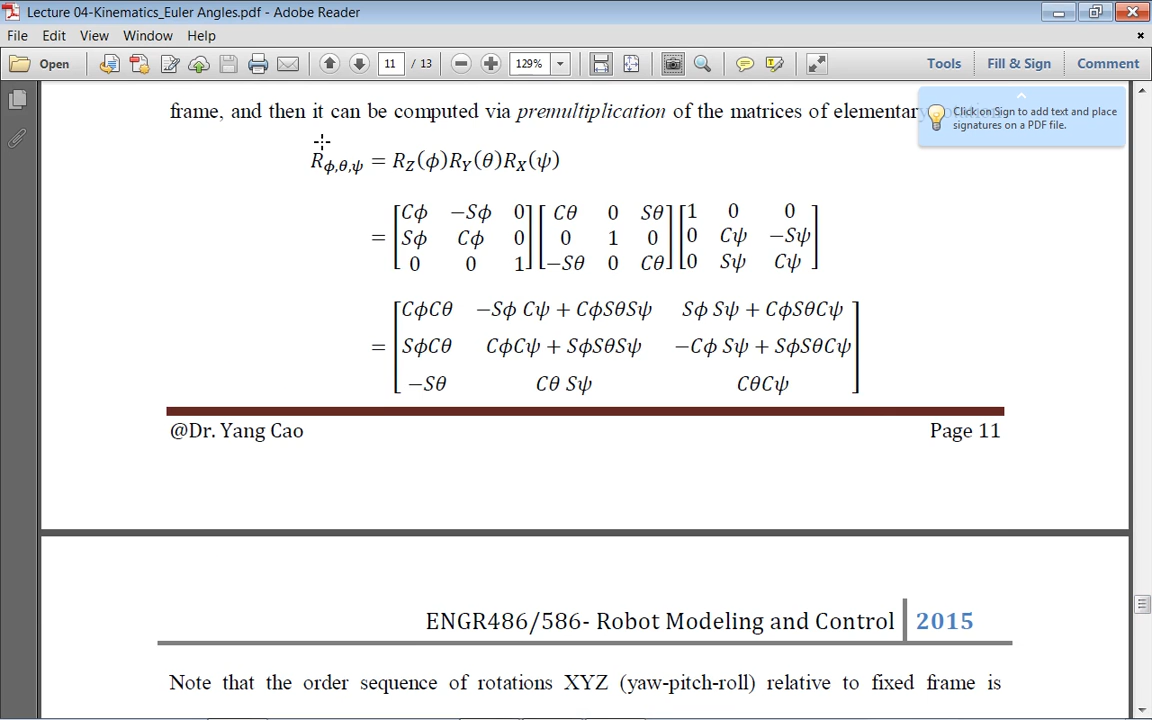 Lecture 04-Kinematics_Euler Angles.pdf - Adobe Reader
File Edit View Window Help
Open 11 / 13 129% Tools Fill & Sign Comment
frame, and then it can be computed via premultiplication of the matrices of elementary
Click on Sign to add text and place
signatures on a PDF file.
R_{ϕ,θ,ψ} = R_Z(ϕ)R_Y(θ)R_X(ψ)
= [Cϕ −Sϕ 0; Sϕ Cϕ 0; 0 0 1] [Cθ 0 Sθ; 0 1 0; −Sθ 0 Cθ] [1 0 0; 0 Cψ −Sψ; 0 Sψ Cψ]
= [CϕCθ −Sϕ Cψ + CϕSθSψ Sϕ Sψ + CϕSθCψ;
SϕCθ CϕCψ + SϕSθSψ −Cϕ Sψ + SϕSθCψ;
−Sθ Cθ Sψ CθCψ]
@Dr. Yang Cao Page 11
ENGR486/586- Robot Modeling and Control 2015
Note that the order sequence of rotations XYZ (yaw-pitch-roll) relative to fixed frame is